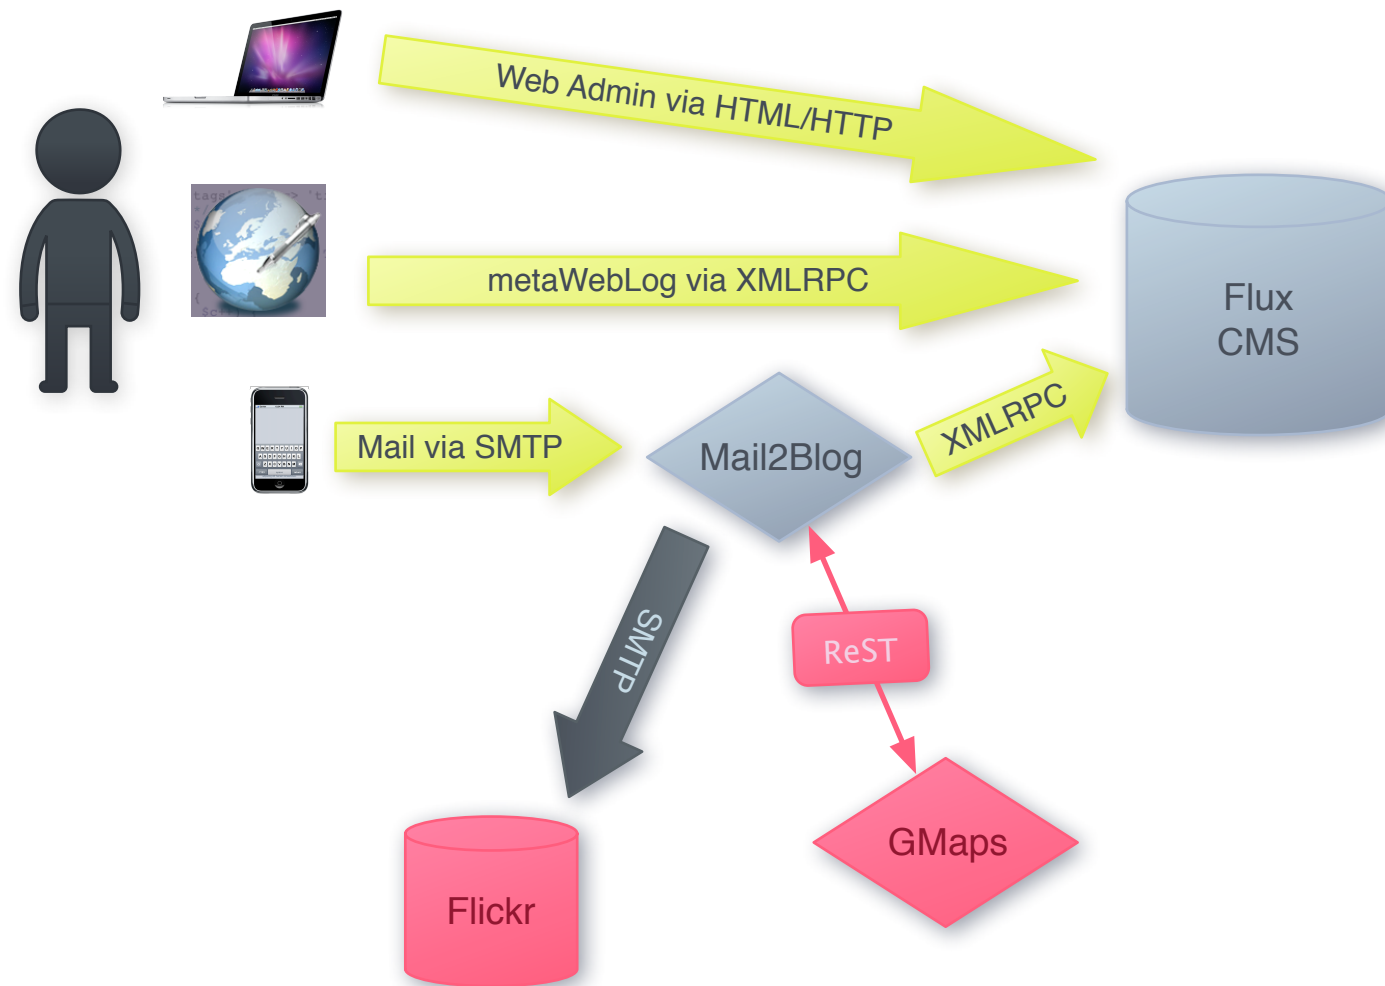 Web Admin via HTML/HTTP
metaWebLog via XMLRPC
Flux
CMS
Mail via SMTP
Mail2Blog
XMLRPC
SMTP
ReST
GMaps
Flickr